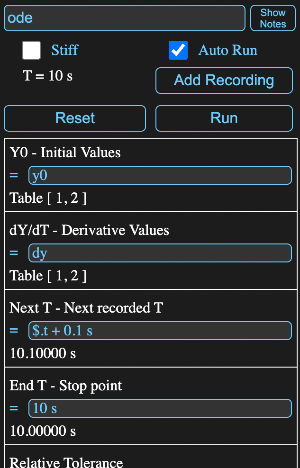 ode
Show
Notes
Stiff
Auto Run
T = 10 s
Add Recording
Reset
Run
Y0 - Initial Values
= y0
Table [ 1, 2 ]
dY/dT - Derivative Values
= dy
Table [ 1, 2 ]
Next T - Next recorded T
= $.t + 0.1 s
10.10000 s
End T - Stop point
= 10 s
10.00000 s
Relative Tolerance